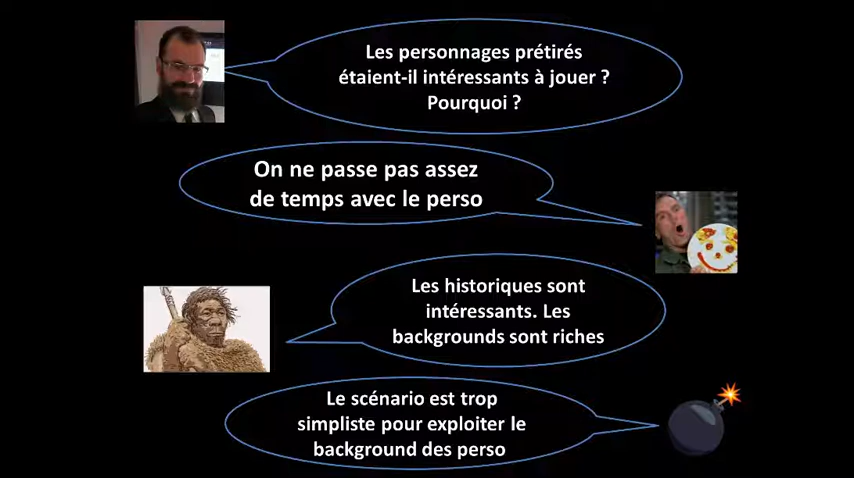 Les personnages prétirés
étaient-il intéressants à jouer ?
Pourquoi ?
On ne passe pas assez
de temps avec le perso
Les historiques sont
intéressants. Les
backgrounds sont riches
Le scénario est trop
simpliste pour exploiter le
background des perso